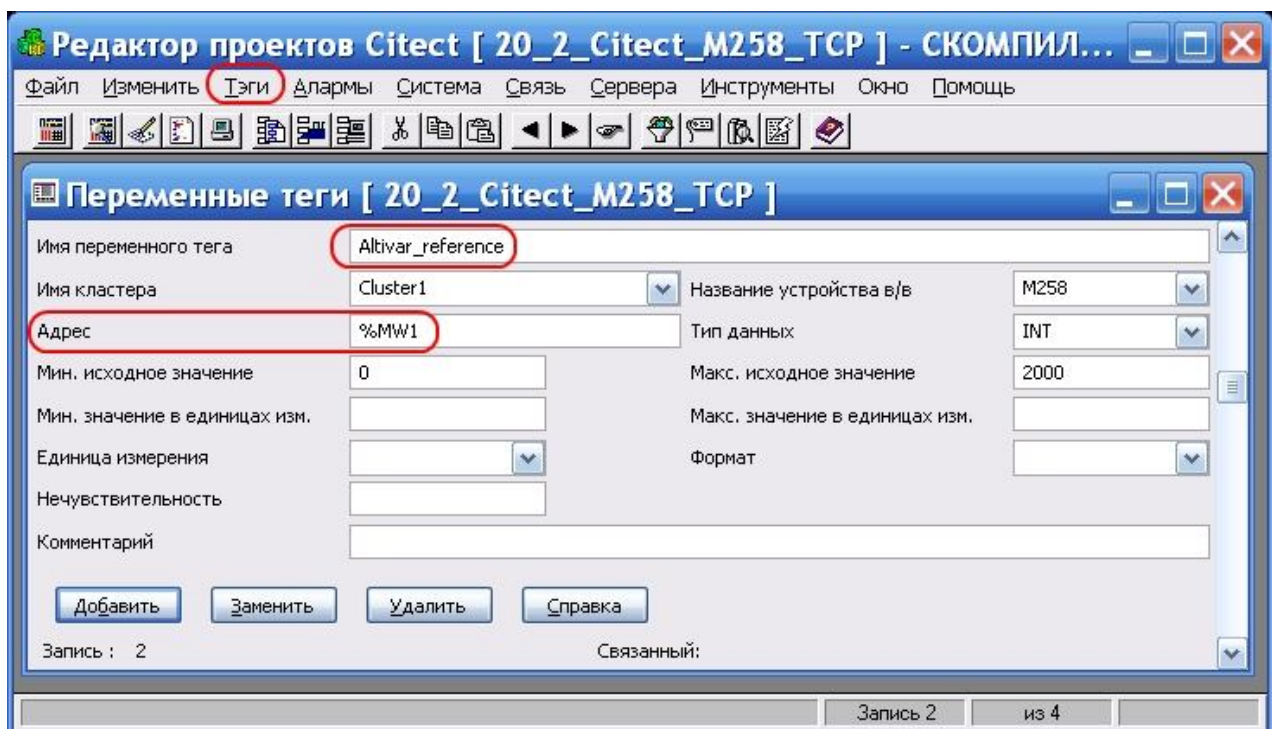 Редактор проектов Citect [ 20_2_Citect_M258_TCP ] - СКОМПИЛ...
Файл Изменить Тэги Алармы Система Связь Сервера Инструменты Окно Помощь
Переменные теги [ 20_2_Citect_M258_TCP ]
Имя переменного тега Altivar_reference
Имя кластера Cluster1 Название устройства в/в M258
Адрес %MW1 Тип данных INT
Мин. исходное значение 0 Макс. исходное значение 2000
Мин. значение в единицах изм. Макс. значение в единицах изм.
Единица измерения Формат
Нечувствительность
Комментарий
Добавить Заменить Удалить Справка
Запись : 2 Связанный:
Запись 2 из 4